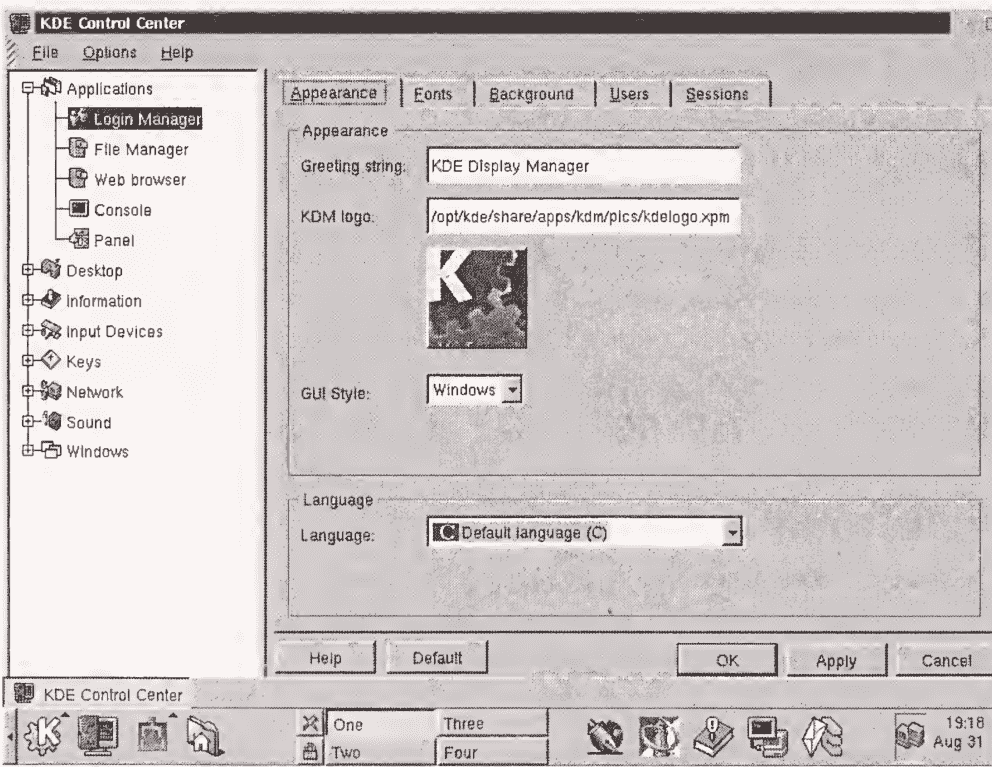 KDE Control Center
File Options Help
Applications
Login Manager
File Manager
Web browser
Console
Panel
Desktop
Information
Input Devices
Keys
Network
Sound
Windows
Appearance Fonts Background Users Sessions
Appearance
Greeting string: KDE Display Manager
KDM logo: /opt/kde/share/apps/kdm/pics/kdelogo.xpm
K
GUI Style: Windows
Language
Language: C Default language (C)
Help Default OK Apply Cancel
KDE Control Center
One Three
Two Four
19:18
Aug 31